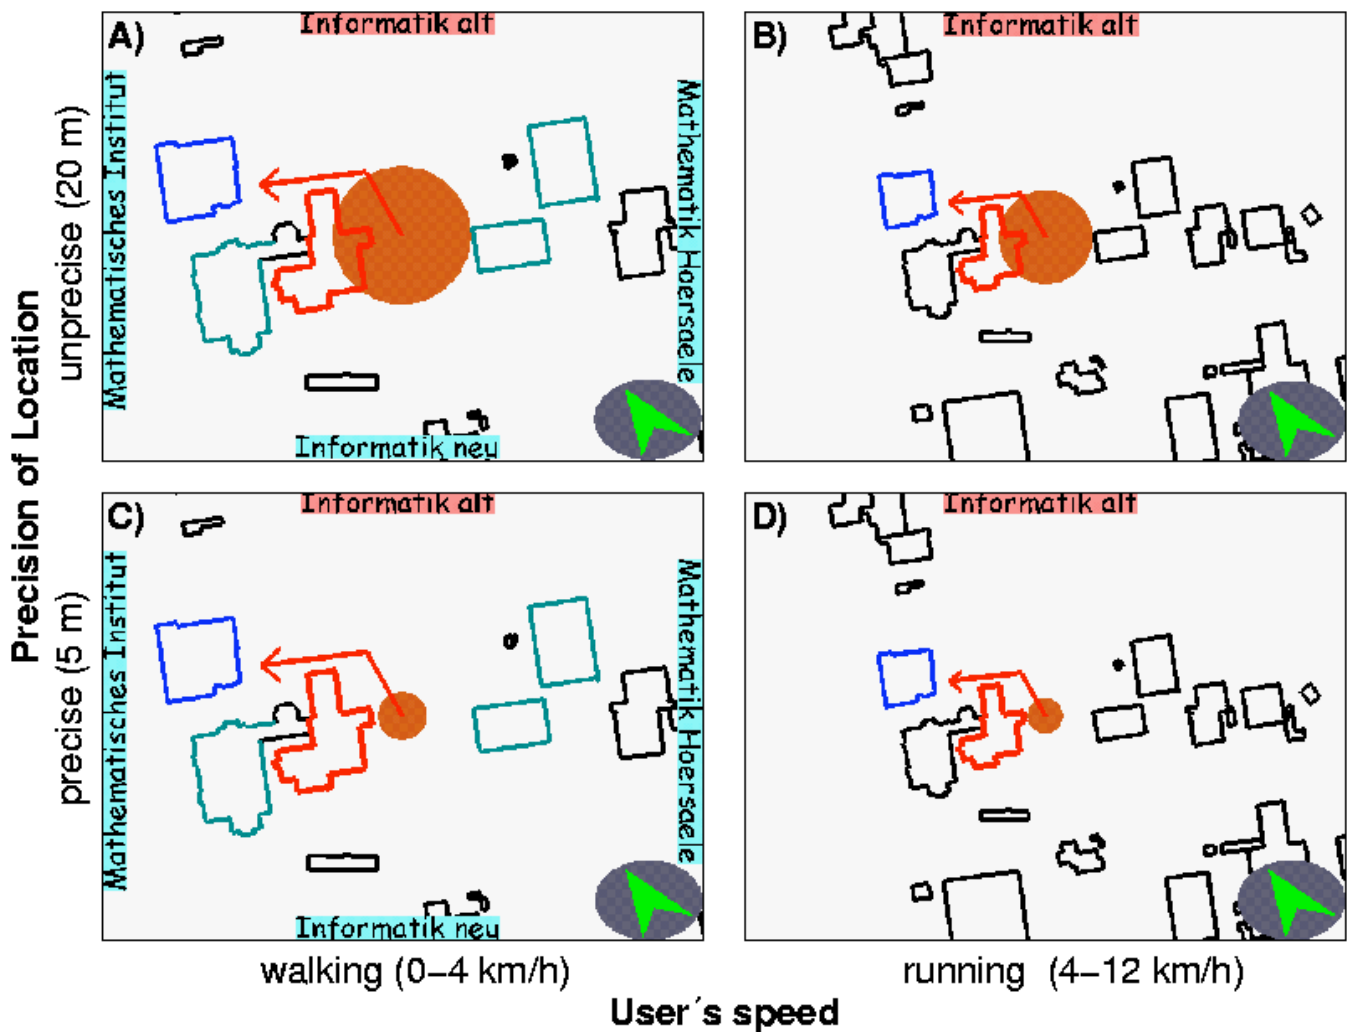 A)
Informatik alt
Mathematisches Institut
Mathematik Hoersaele
Informatik neu
B)
Informatik alt
C)
Informatik alt
Mathematisches Institut
Mathematik Hoersaele
Informatik neu
D)
Informatik alt
Precision of Location
unprecise (20 m)
precise (5 m)
walking (0–4 km/h)
running (4–12 km/h)
User´s speed